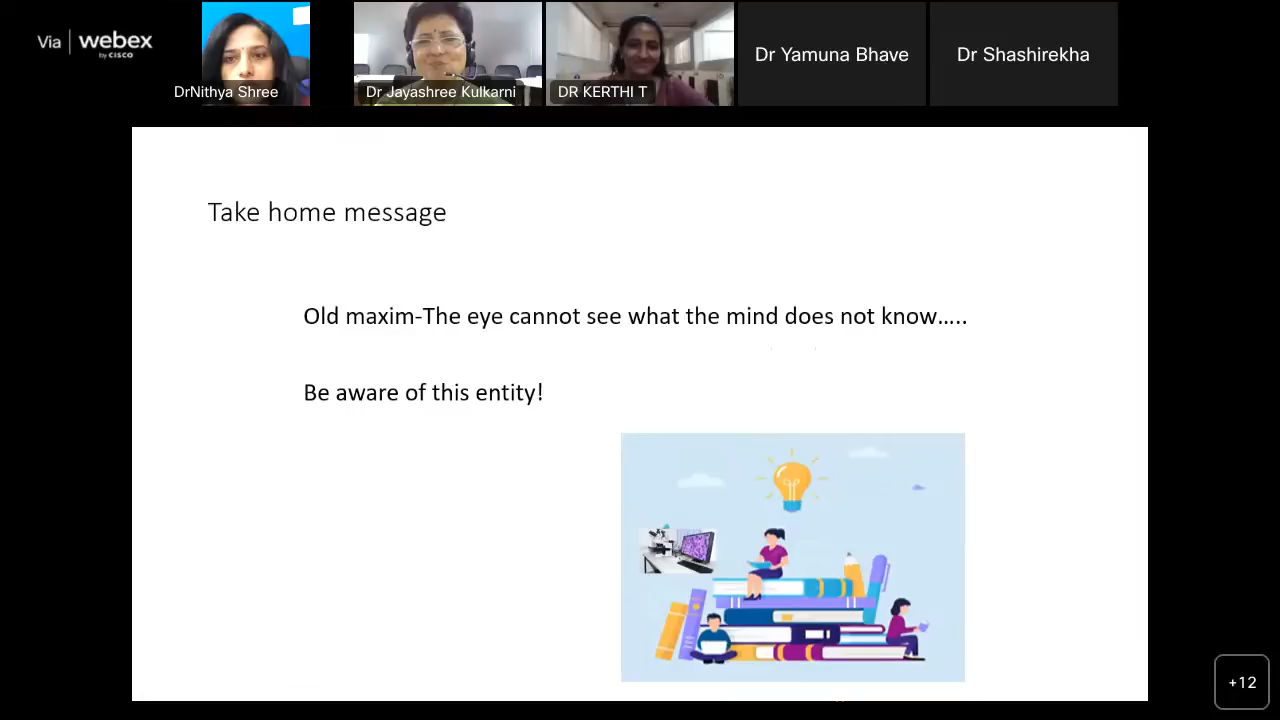 Via | webex
by CISCO
DrNithya Shree
Dr Jayashree Kulkarni
DR KERTHI T
Dr Yamuna Bhave
Dr Shashirekha
Take home message
Old maxim-The eye cannot see what the mind does not know.....
Be aware of this entity!
+12